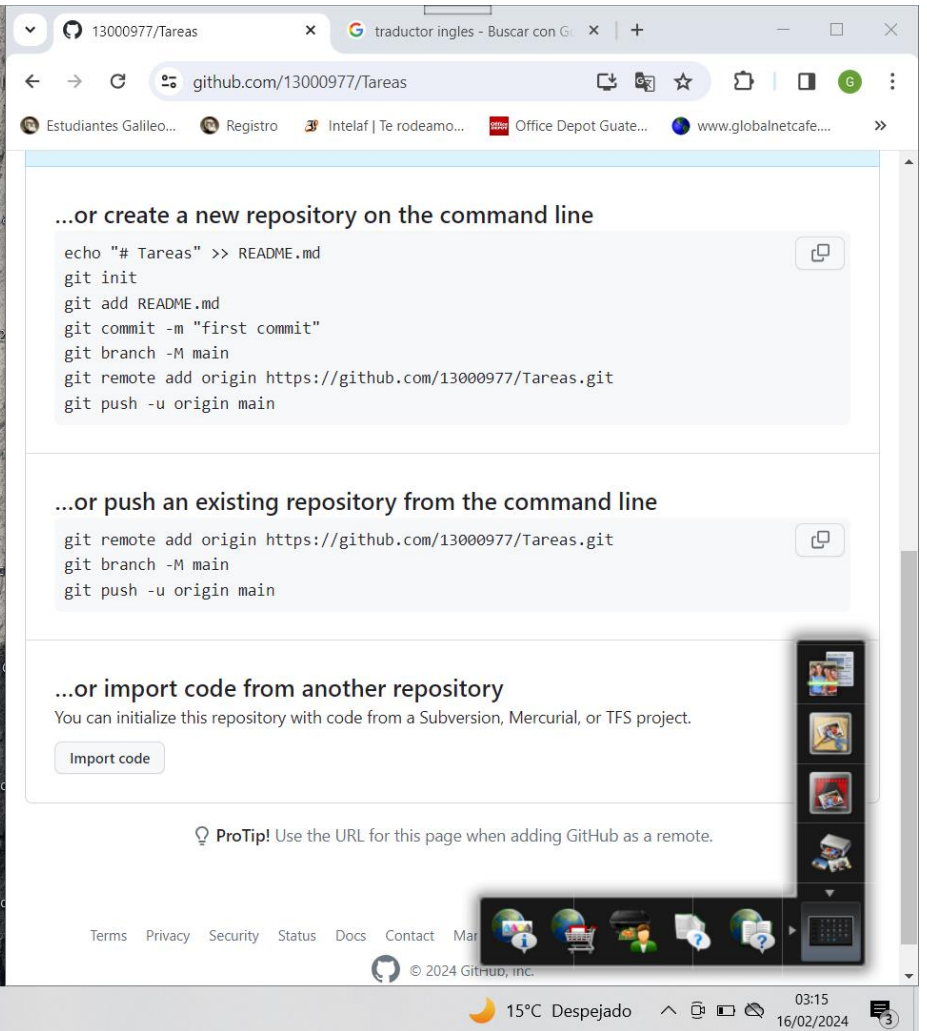 13000977/Tareas
traductor ingles - Buscar con G
github.com/13000977/Tareas
G
Estudiantes Galileo... Registro Intelaf | Te rodeamo... Office Depot Guate... www.globalnetcafe....
...or create a new repository on the command line
echo "# Tareas" >> README.md
git init
git add README.md
git commit -m "first commit"
git branch -M main
git remote add origin https://github.com/13000977/Tareas.git
git push -u origin main
...or push an existing repository from the command line
git remote add origin https://github.com/13000977/Tareas.git
git branch -M main
git push -u origin main
...or import code from another repository
You can initialize this repository with code from a Subversion, Mercurial, or TFS project.
Import code
ProTip! Use the URL for this page when adding GitHub as a remote.
Terms Privacy Security Status Docs Contact
© 2024 GitHub, Inc.
15°C Despejado
03:15
16/02/2024
3